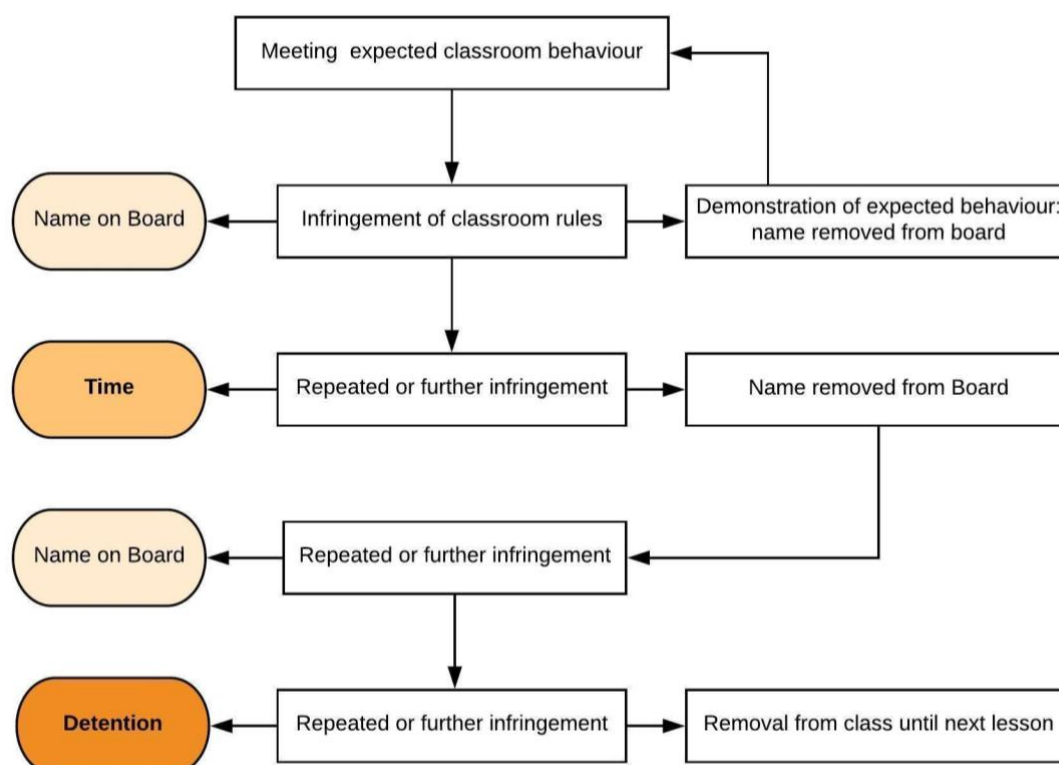 Meeting expected classroom behaviour
Name on Board
Infringement of classroom rules
Demonstration of expected behaviour:
name removed from board
Time
Repeated or further infringement
Name removed from Board
Name on Board
Repeated or further infringement
Detention
Repeated or further infringement
Removal from class until next lesson